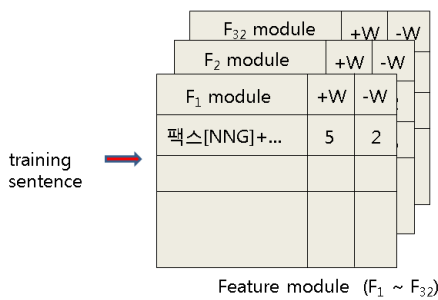 F32 module +W -W
F2 module +W -W
F1 module +W -W
팩스[NNG]+... 5 2
training
sentence
Feature module (F1 ~ F32)